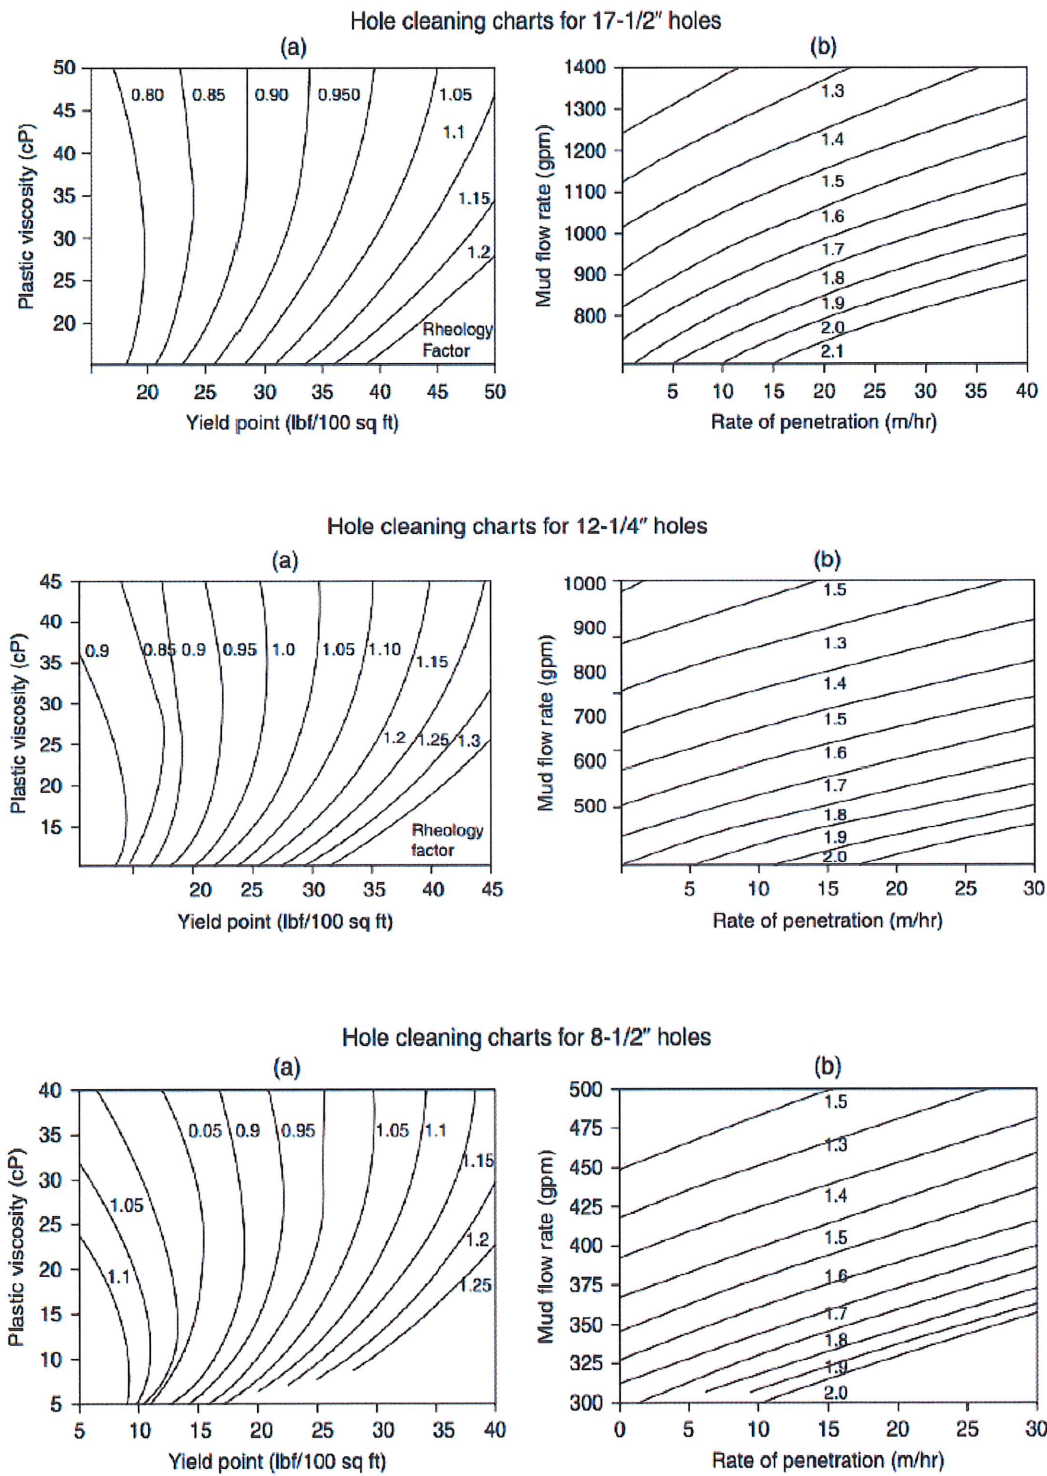 Hole cleaning charts for 17-1/2″ holes
(a)
50
45
40
35
30
25
20
Plastic viscosity (cP)
0.80 0.85 0.90 0.950 1.05
1.1
1.15
1.2
Rheology
Factor
20 25 30 35 40 45 50
Yield point (lbf/100 sq ft)
(b)
1400
1300
1200
1100
1000
900
800
Mud flow rate (gpm)
1.3
1.4
1.5
1.6
1.7
1.8
1.9
2.0
2.1
5 10 15 20 25 30 35 40
Rate of penetration (m/hr)
Hole cleaning charts for 12-1/4″ holes
(a)
45
40
35
30
25
20
15
Plastic viscosity (cP)
0.9 0.85 0.9 0.95 1.0 1.05 1.10
1.15
1.2 1.25 1.3
Rheology
factor
20 25 30 35 40 45
Yield point (lbf/100 sq ft)
(b)
1000
900
800
700
600
500
Mud flow rate (gpm)
1.5
1.3
1.4
1.5
1.6
1.7
1.8
1.9
2.0
5 10 15 20 25 30
Rate of penetration (m/hr)
Hole cleaning charts for 8-1/2″ holes
(a)
40
35
30
25
20
15
10
5
Plastic viscosity (cP)
0.05 0.9 0.95 1.05 1.1
1.15
1.05
1.2
1.1
1.25
5 10 15 20 25 30 35 40
Yield point (lbf/100 sq ft)
(b)
500
475
450
425
400
375
350
325
300
Mud flow rate (gpm)
1.5
1.3
1.4
1.5
1.6
1.7
1.8
1.9
2.0
0 5 10 15 20 25 30
Rate of penetration (m/hr)